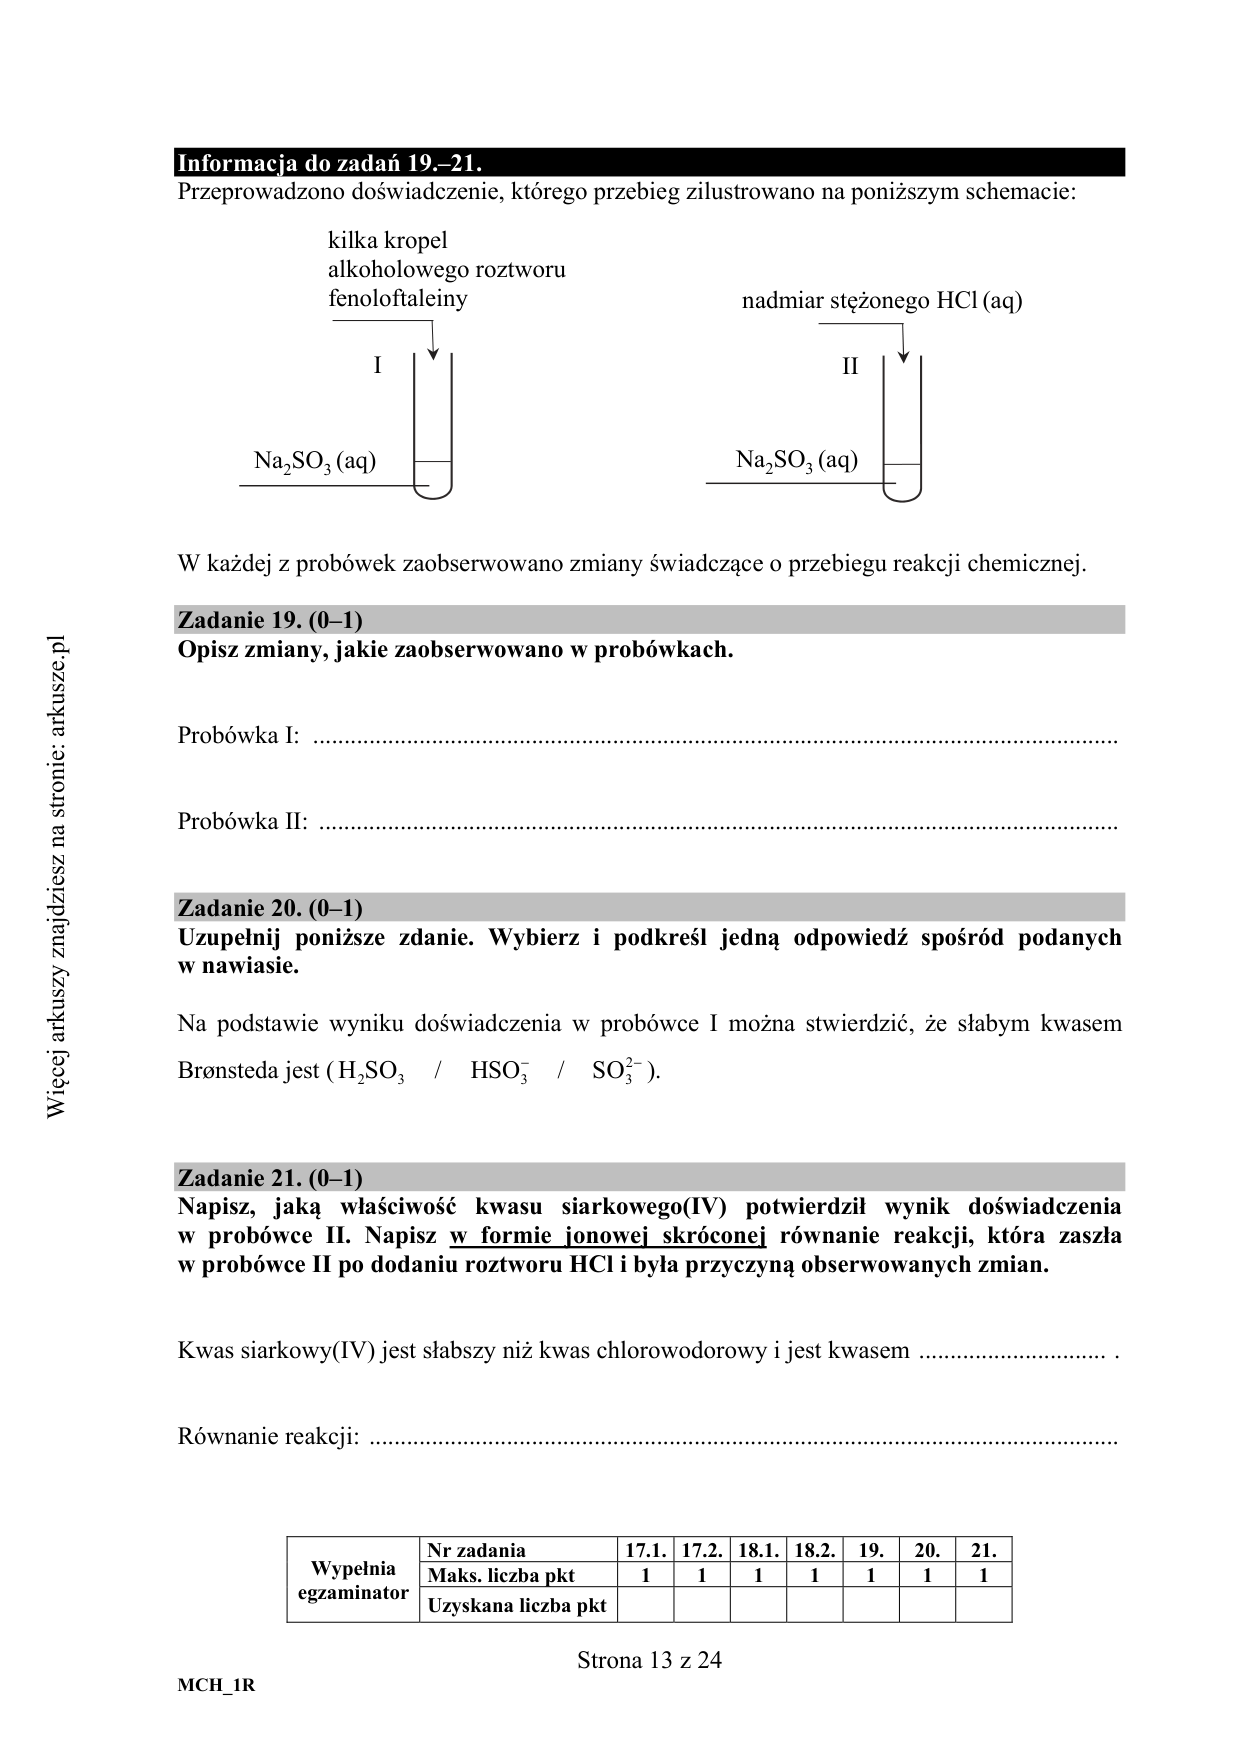 Informacja do zadań 19.–21.
Przeprowadzono doświadczenie, którego przebieg zilustrowano na poniższym schemacie:
kilka kropel
alkoholowego roztworu
fenoloftaleiny
nadmiar stężonego HCl (aq)
I
II
Na₂SO₃ (aq)
Na₂SO₃ (aq)
W każdej z probówek zaobserwowano zmiany świadczące o przebiegu reakcji chemicznej.
Zadanie 19. (0–1)
Opisz zmiany, jakie zaobserwowano w probówkach.
Probówka I: ................................................................................................................................
Probówka II: ...............................................................................................................................
Zadanie 20. (0–1)
Uzupełnij poniższe zdanie. Wybierz i podkreśl jedną odpowiedź spośród podanych
w nawiasie.
Na podstawie wyniku doświadczenia w probówce I można stwierdzić, że słabym kwasem
Brønsteda jest ( H₂SO₃ / HSO₃⁻ / SO₃²⁻ ).
Zadanie 21. (0–1)
Napisz, jaką właściwość kwasu siarkowego(IV) potwierdził wynik doświadczenia
w probówce II. Napisz w formie jonowej skróconej równanie reakcji, która zaszła
w probówce II po dodaniu roztworu HCl i była przyczyną obserwowanych zmian.
Kwas siarkowy(IV) jest słabszy niż kwas chlorowodorowy i jest kwasem .............................. .
Równanie reakcji: .......................................................................................................................
Wypełnia
egzaminator
Nr zadania 17.1. 17.2. 18.1. 18.2. 19. 20. 21.
Maks. liczba pkt 1 1 1 1 1 1 1
Uzyskana liczba pkt
Strona 13 z 24
MCH_1R
Więcej arkuszy znajdziesz na stronie: arkusze.pl